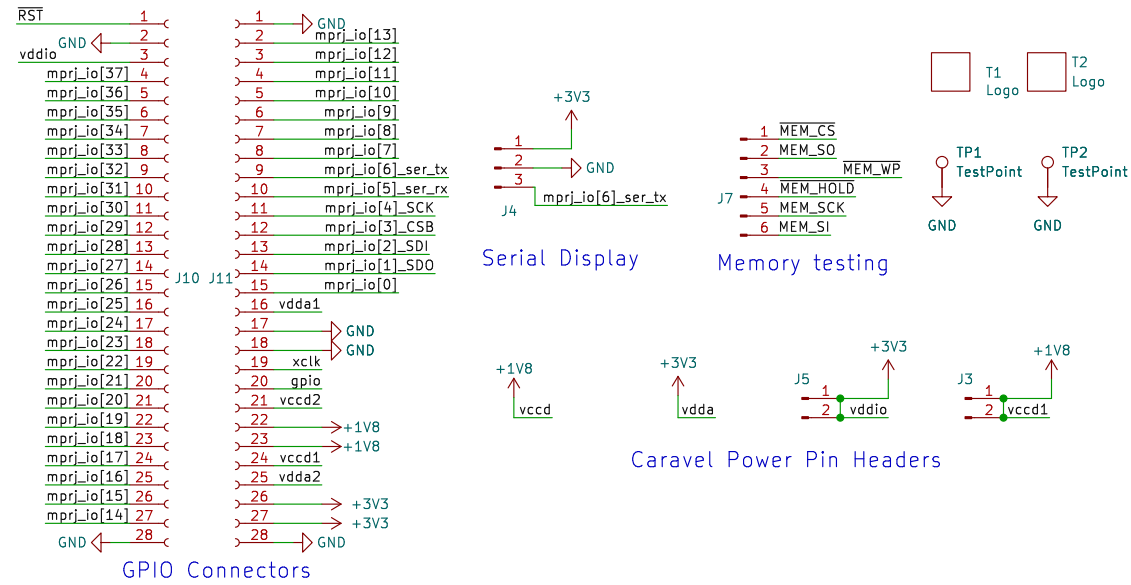 RST 1
GND 2
vddio 3
mprj_io[37] 4
mprj_io[36] 5
mprj_io[35] 6
mprj_io[34] 7
mprj_io[33] 8
mprj_io[32] 9
mprj_io[31] 10
mprj_io[30] 11
mprj_io[29] 12
mprj_io[28] 13
mprj_io[27] 14
mprj_io[26] 15
mprj_io[25] 16
mprj_io[24] 17
mprj_io[23] 18
mprj_io[22] 19
mprj_io[21] 20
mprj_io[20] 21
mprj_io[19] 22
mprj_io[18] 23
mprj_io[17] 24
mprj_io[16] 25
mprj_io[15] 26
mprj_io[14] 27
GND 28
J10
J11
1 GND
2 mprj_io[13]
3 mprj_io[12]
4 mprj_io[11]
5 mprj_io[10]
6 mprj_io[9]
7 mprj_io[8]
8 mprj_io[7]
9 mprj_io[6]_ser_tx
10 mprj_io[5]_ser_rx
11 mprj_io[4]_SCK
12 mprj_io[3]_CSB
13 mprj_io[2]_SDI
14 mprj_io[1]_SDO
15 mprj_io[0]
16 vdda1
17 GND
18 GND
19 xclk
20 gpio
21 vccd2
22 +1V8
23 +1V8
24 vccd1
25 vdda2
26 +3V3
27 +3V3
28 GND
GPIO Connectors
+3V3
1
2 GND
3
J4
mprj_io[6]_ser_tx
Serial Display
1 MEM_CS
2 MEM_SO
3 MEM_WP
4 MEM_HOLD
J7
5 MEM_SCK
6 MEM_SI
Memory testing
T1
Logo
T2
Logo
TP1
TestPoint
GND
TP2
TestPoint
GND
+1V8
vccd
+3V3
vdda
+3V3
J5
1
2 vddio
+1V8
J3
1
2 vccd1
Caravel Power Pin Headers